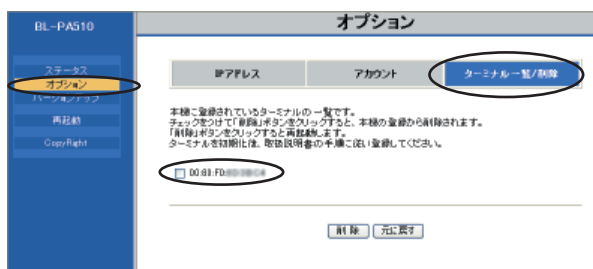 BL-PA510
オプション
ステータス
オプション
バージョンアップ
再起動
CopyRight
IPアドレス
アカウント
ターミナル一覧/削除
本機に登録されているターミナルの一覧です。
チェックをつけて「削除」ボタンをクリックすると、本機の登録から削除されます。
「削除」ボタンをクリックすると再起動します。
ターミナルを初期化後、取扱説明書の手順に従い登録してください。
00:80:F0:
削除
元に戻す